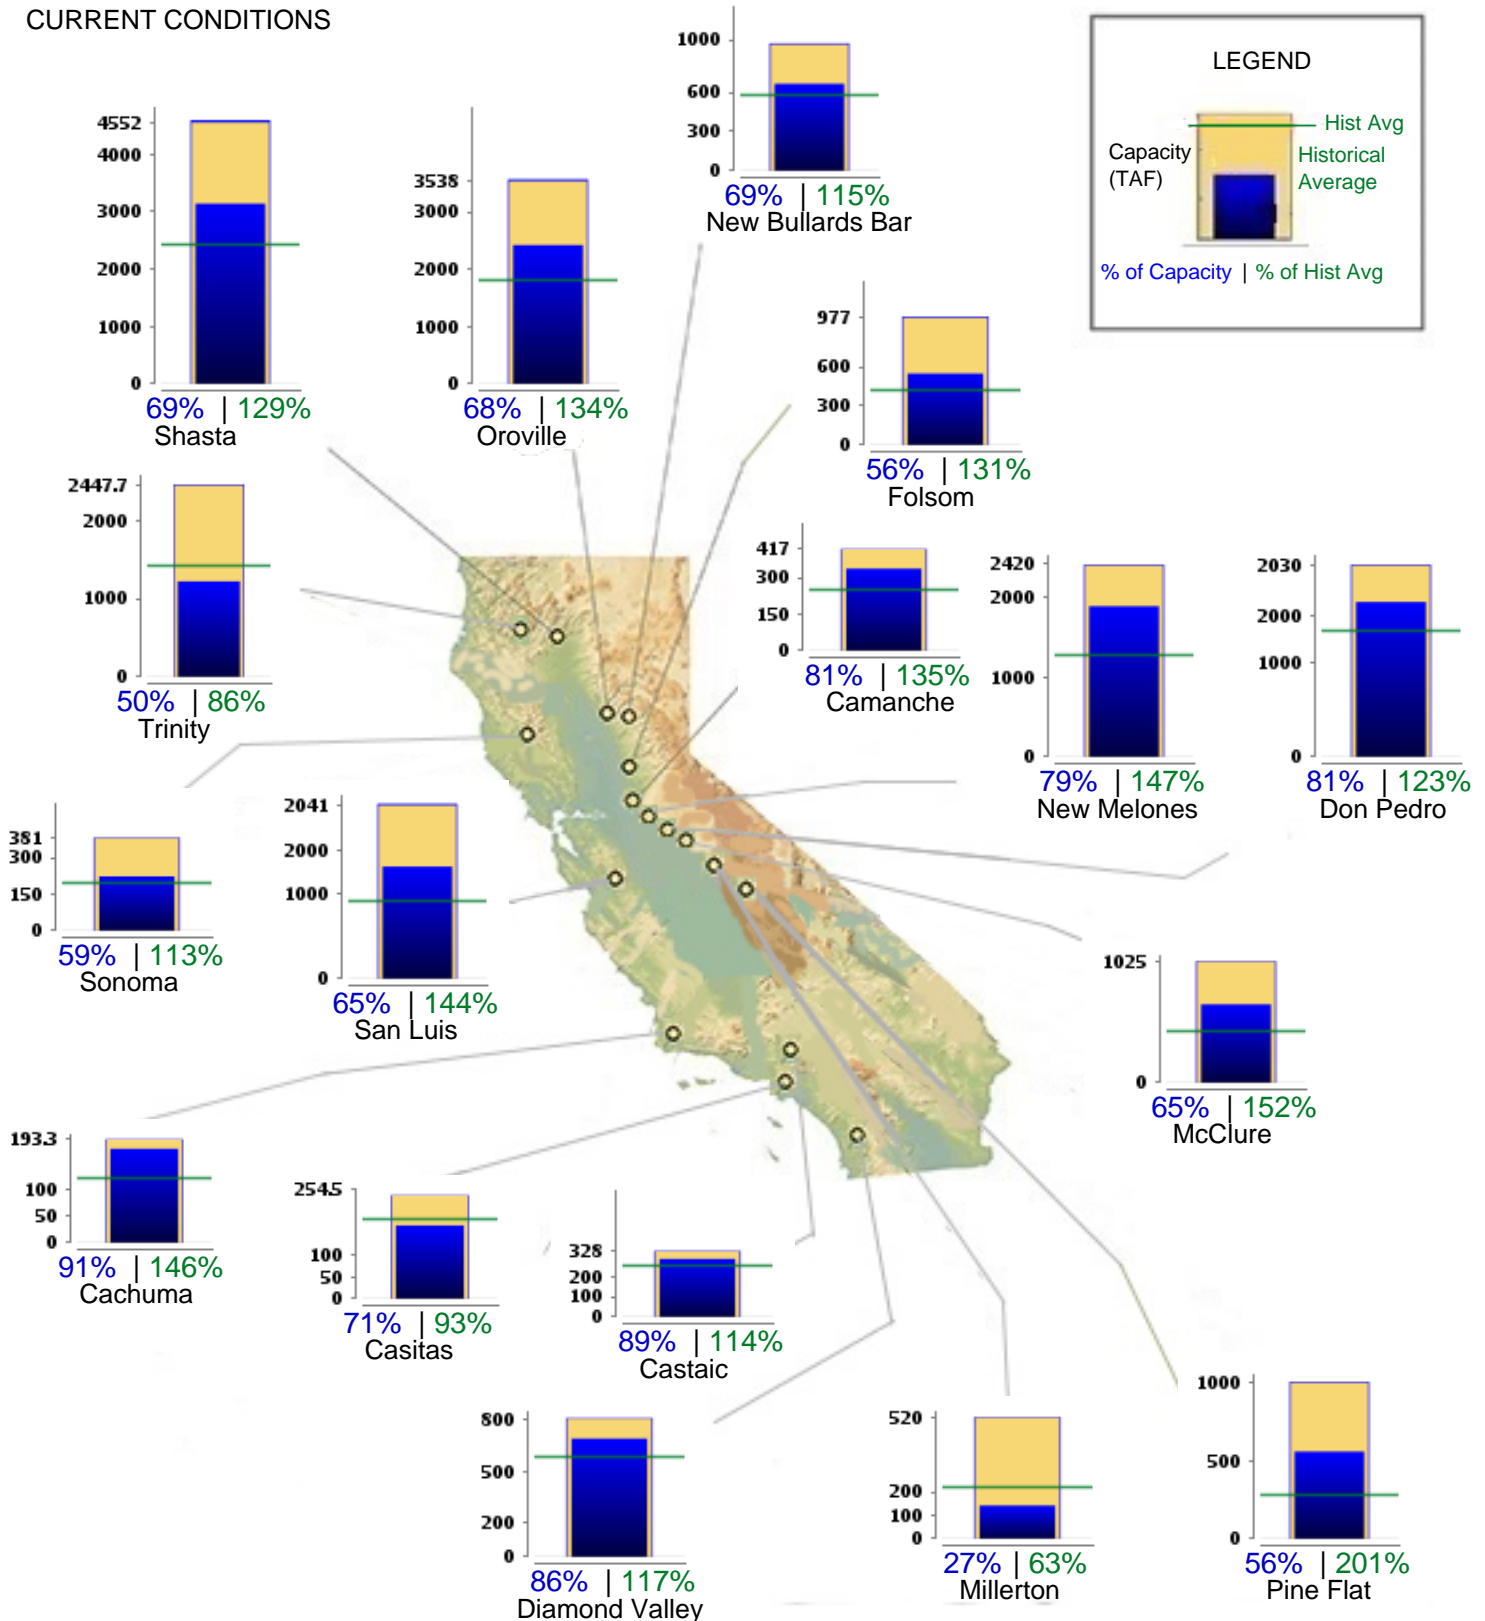 CURRENT CONDITIONS
LEGEND
Hist Avg
Capacity
(TAF)
Historical
Average
% of Capacity | % of Hist Avg
1000
600
300
0
69% | 115%
New Bullards Bar
4552
4000
3000
2000
1000
0
69% | 129%
Shasta
3538
3000
2000
1000
0
68% | 134%
Oroville
977
600
300
0
56% | 131%
Folsom
2447.7
2000
1000
0
50% | 86%
Trinity
417
300
150
0
81% | 135%
Camanche
2420
2000
1000
0
79% | 147%
New Melones
2030
2000
1000
0
81% | 123%
Don Pedro
381
300
150
0
59% | 113%
Sonoma
2041
2000
1000
0
65% | 144%
San Luis
1025
0
65% | 152%
McClure
193.3
100
50
0
91% | 146%
Cachuma
254.5
100
50
0
71% | 93%
Casitas
328
200
100
0
89% | 114%
Castaic
800
500
200
0
86% | 117%
Diamond Valley
520
200
100
0
27% | 63%
Millerton
1000
500
0
56% | 201%
Pine Flat